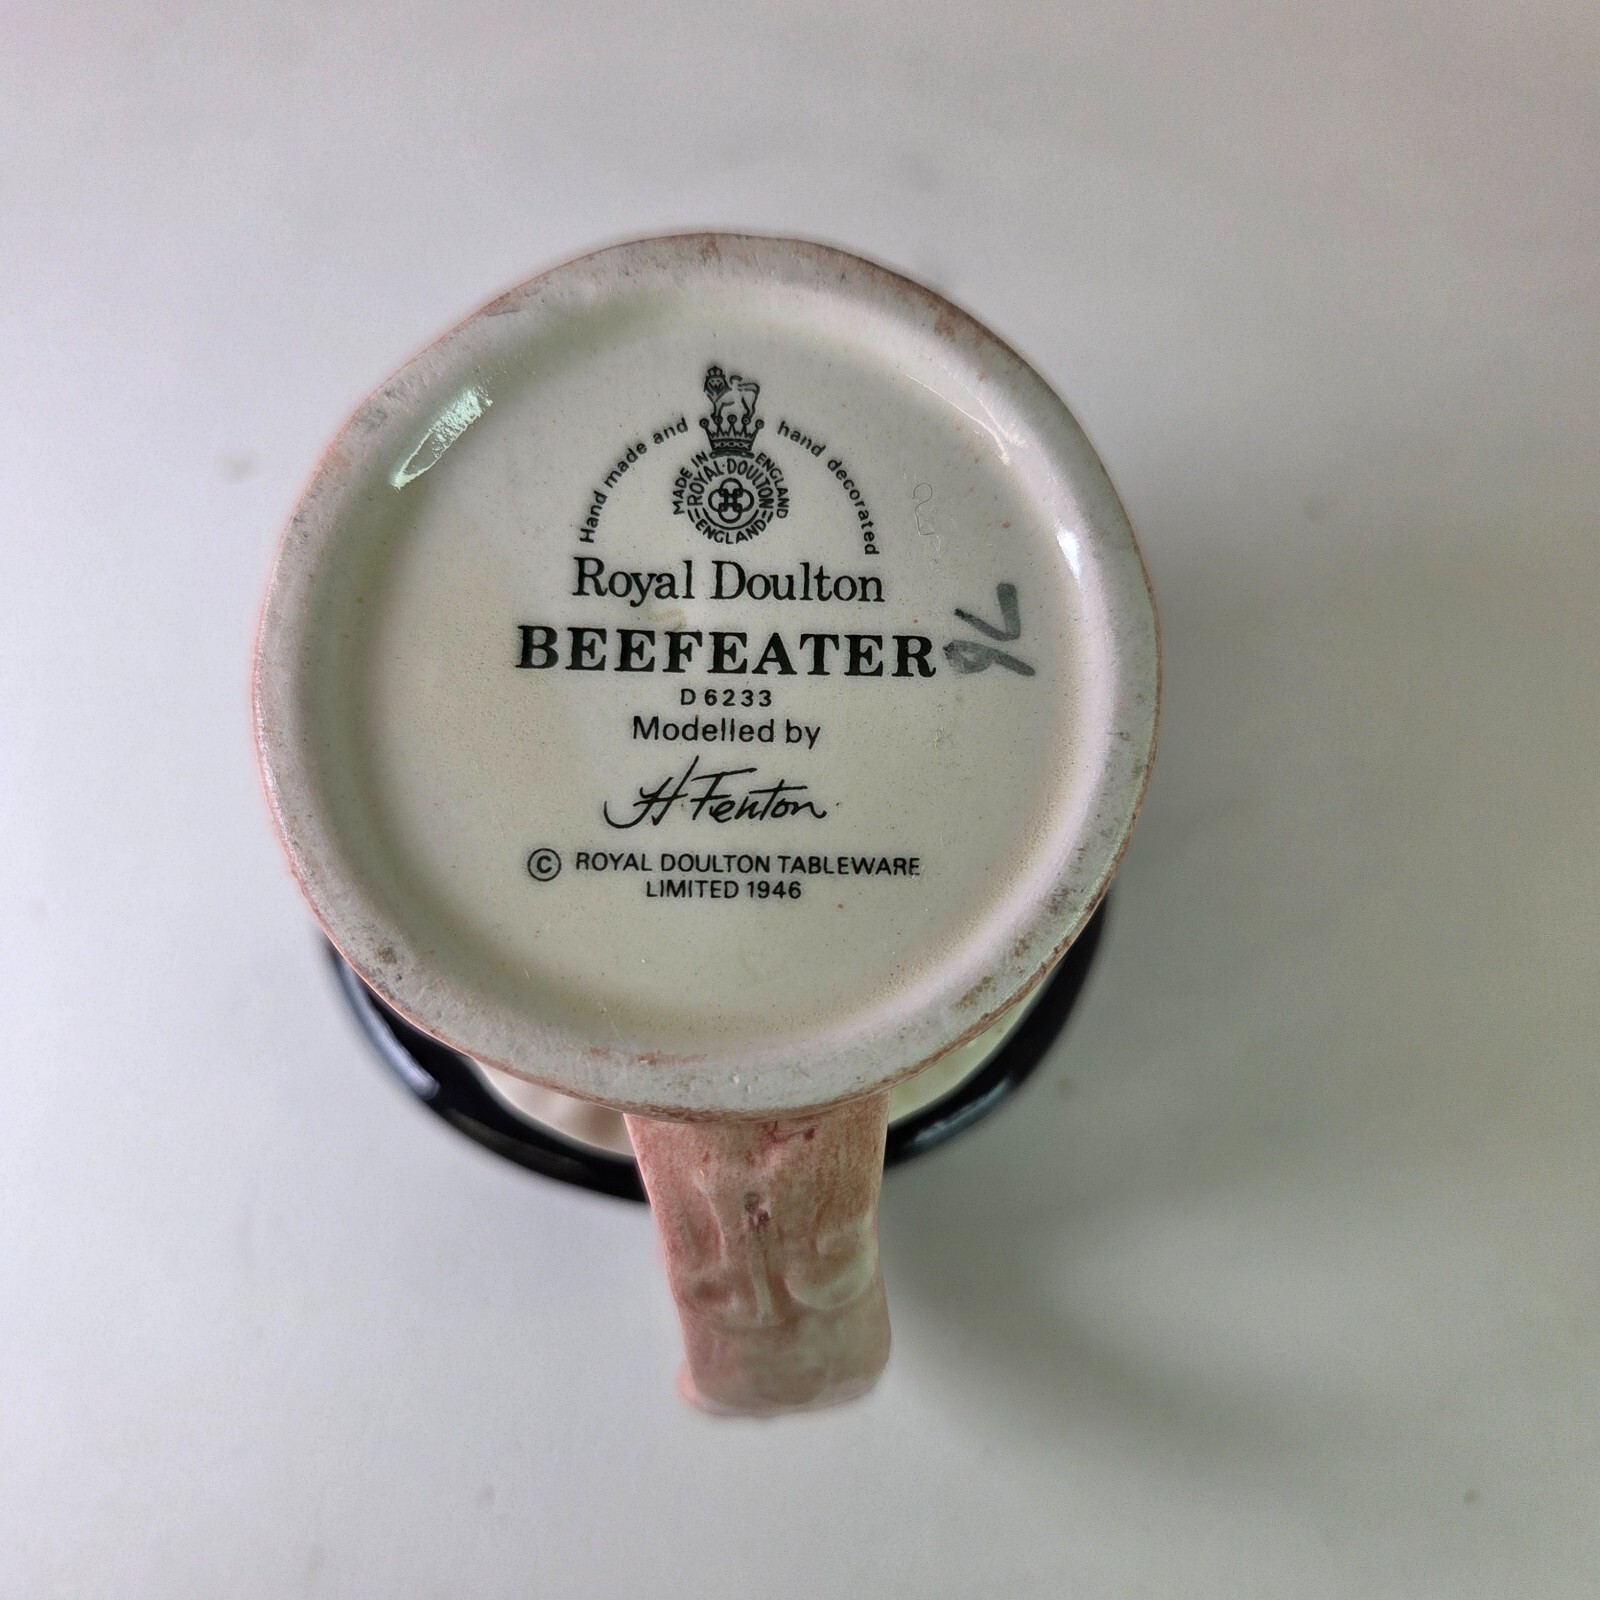 Hand made and hand decorated
MADE IN ENGLAND
ROYAL·DOULTON
ENGLAND
Royal Doulton
BEEFEATER
D 6233
Modelled by
H Fenton
© ROYAL DOULTON TABLEWARE
LIMITED 1946